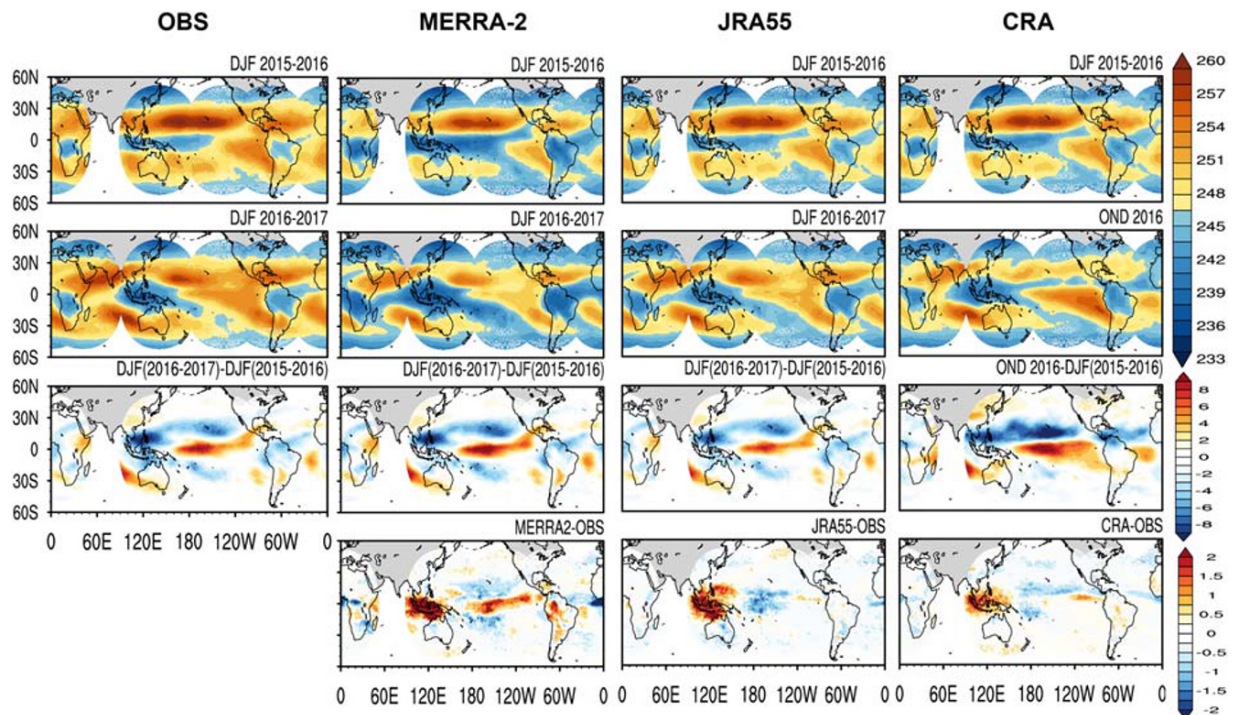 OBS MERRA-2 JRA55 CRA
DJF 2015-2016 DJF 2015-2016 DJF 2015-2016 DJF 2015-2016
60N
30N
0
30S
60S
DJF 2016-2017 DJF 2016-2017 DJF 2016-2017 OND 2016
60N
30N
0
30S
60S
260
257
254
251
248
245
242
239
236
233
DJF(2016-2017)-DJF(2015-2016) DJF(2016-2017)-DJF(2015-2016) DJF(2016-2017)-DJF(2015-2016) OND 2016-DJF(2015-2016)
60N
30N
0
30S
60S
0 60E 120E 180 120W 60W 0
8
6
4
2
0
-2
-4
-6
-8
MERRA2-OBS JRA55-OBS CRA-OBS
2
1.5
1
0.5
0
-0.5
-1
-1.5
-2
0 60E 120E 180 120W 60W 0 60E 120E 180 120W 60W 0 60E 120E 180 120W 60W 0